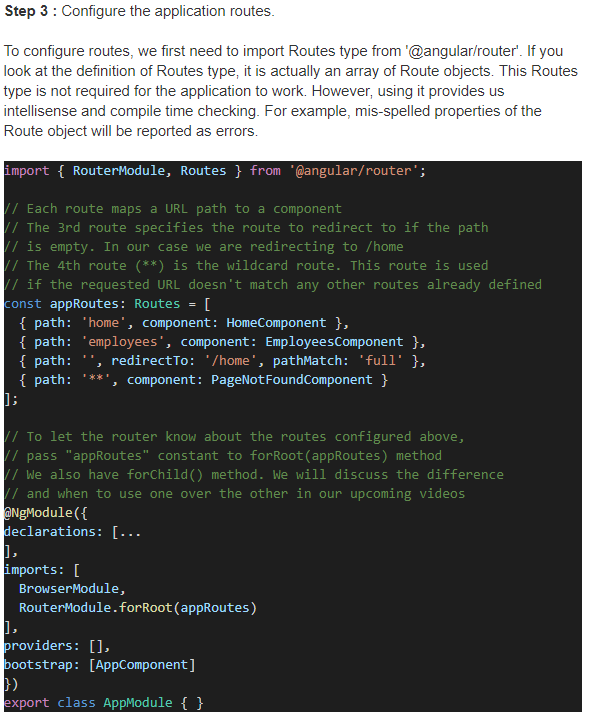 Step 3 : Configure the application routes.
To configure routes, we first need to import Routes type from '@angular/router'. If you
look at the definition of Routes type, it is actually an array of Route objects. This Routes
type is not required for the application to work. However, using it provides us
intellisense and compile time checking. For example, mis-spelled properties of the
Route object will be reported as errors.
import { RouterModule, Routes } from '@angular/router';
// Each route maps a URL path to a component
// The 3rd route specifies the route to redirect to if the path
// is empty. In our case we are redirecting to /home
// The 4th route (**) is the wildcard route. This route is used
// if the requested URL doesn't match any other routes already defined
const appRoutes: Routes = [
  { path: 'home', component: HomeComponent },
  { path: 'employees', component: EmployeesComponent },
  { path: '', redirectTo: '/home', pathMatch: 'full' },
  { path: '**', component: PageNotFoundComponent }
];
// To let the router know about the routes configured above,
// pass "appRoutes" constant to forRoot(appRoutes) method
// We also have forChild() method. We will discuss the difference
// and when to use one over the other in our upcoming videos
@NgModule({
declarations: [...
],
imports: [
  BrowserModule,
  RouterModule.forRoot(appRoutes)
],
providers: [],
bootstrap: [AppComponent]
})
export class AppModule { }